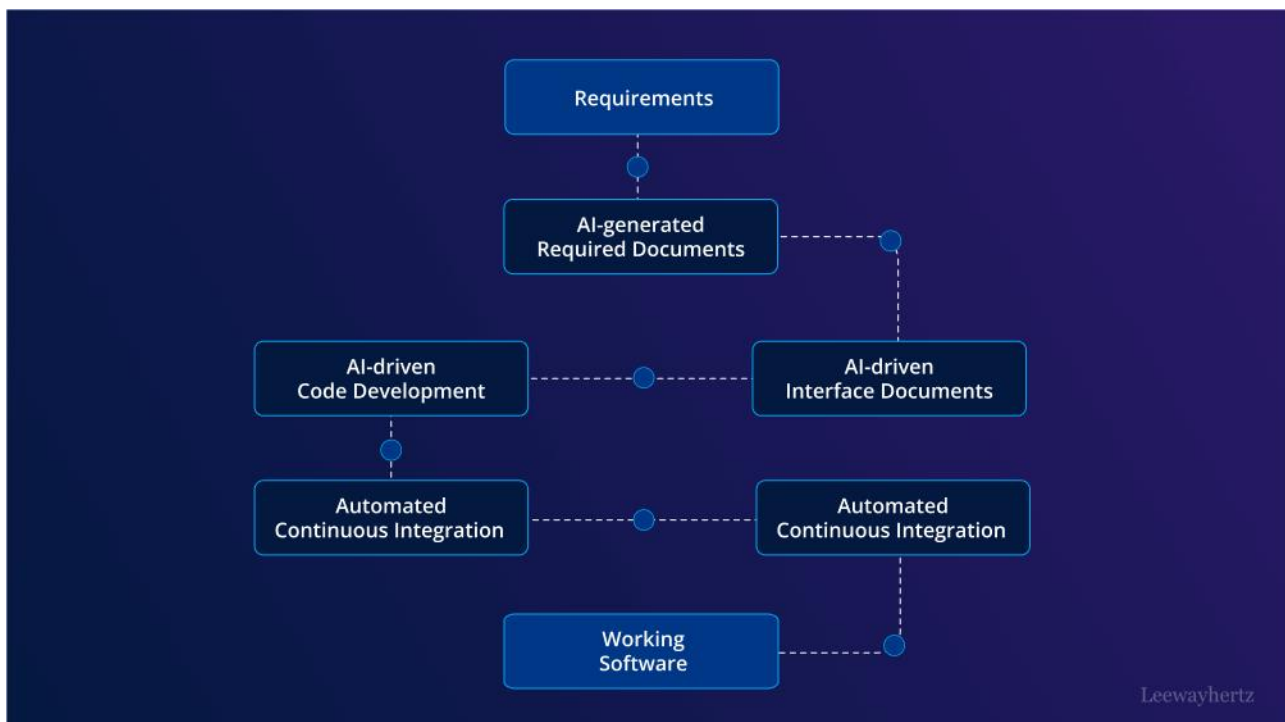 Requirements
AI-generated
Required Documents
AI-driven
Code Development
AI-driven
Interface Documents
Automated
Continuous Integration
Automated
Continuous Integration
Working
Software
Leewayhertz